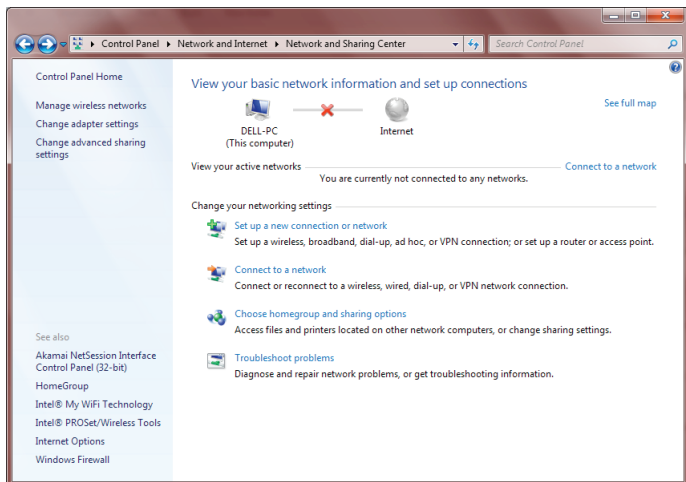 Control Panel ▸ Network and Internet ▸ Network and Sharing Center
Search Control Panel
Control Panel Home
Manage wireless networks
Change adapter settings
Change advanced sharing
settings
See also
Akamai NetSession Interface
Control Panel (32-bit)
HomeGroup
Intel® My WiFi Technology
Intel® PROSet/Wireless Tools
Internet Options
Windows Firewall
View your basic network information and set up connections
See full map
DELL-PC
(This computer)
Internet
View your active networks
Connect to a network
You are currently not connected to any networks.
Change your networking settings
Set up a new connection or network
Set up a wireless, broadband, dial-up, ad hoc, or VPN connection; or set up a router or access point.
Connect to a network
Connect or reconnect to a wireless, wired, dial-up, or VPN network connection.
Choose homegroup and sharing options
Access files and printers located on other network computers, or change sharing settings.
Troubleshoot problems
Diagnose and repair network problems, or get troubleshooting information.